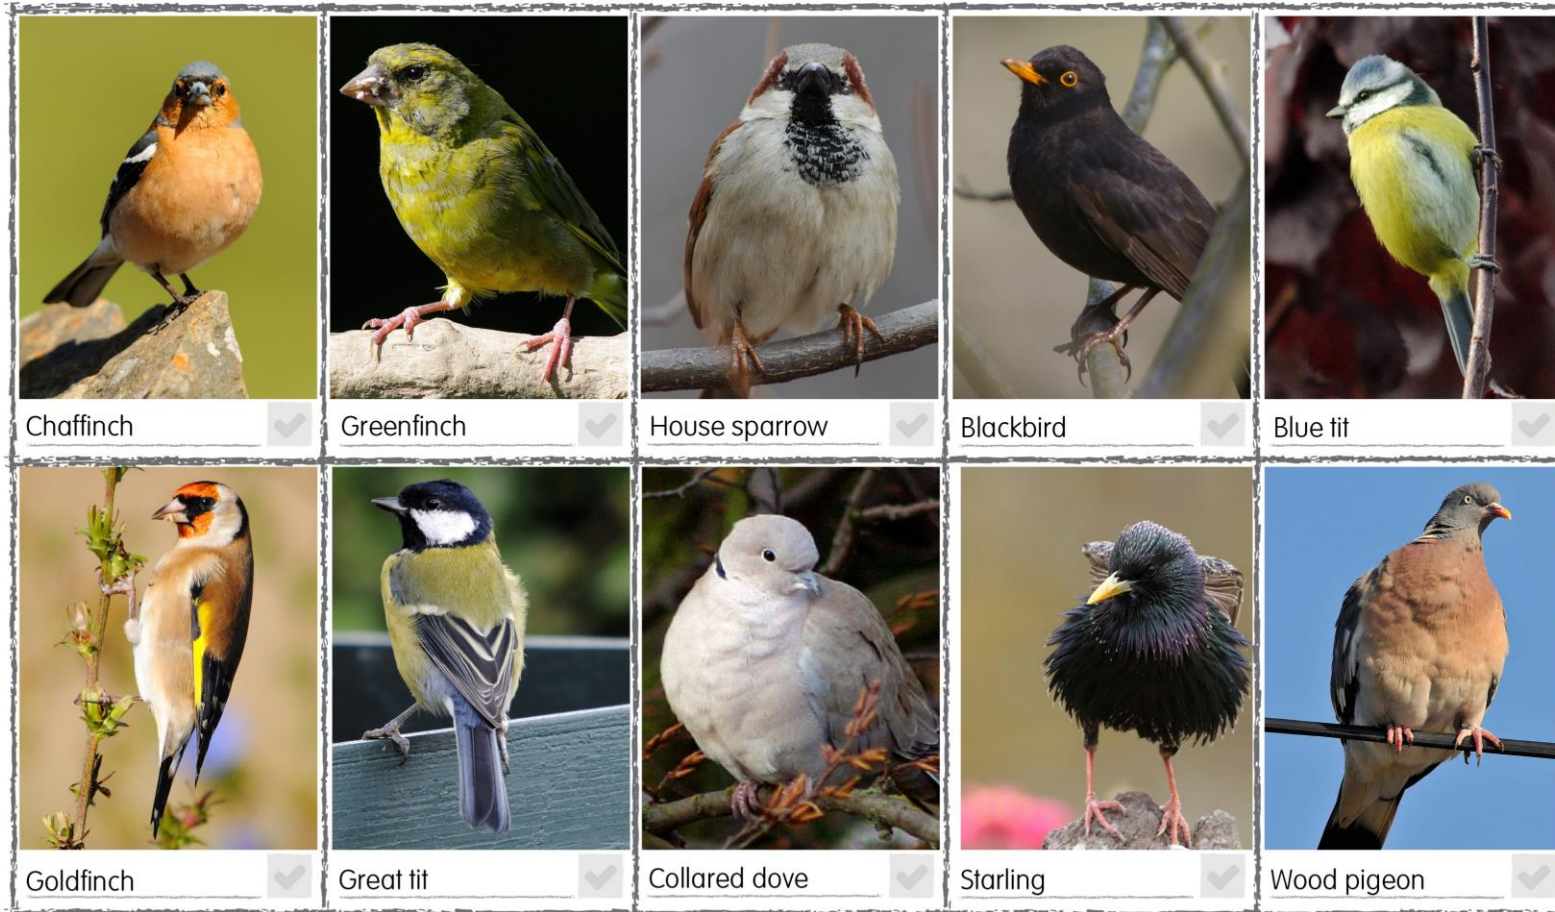 Chaffinch
Greenfinch
House sparrow
Blackbird
Blue tit
Goldfinch
Great tit
Collared dove
Starling
Wood pigeon